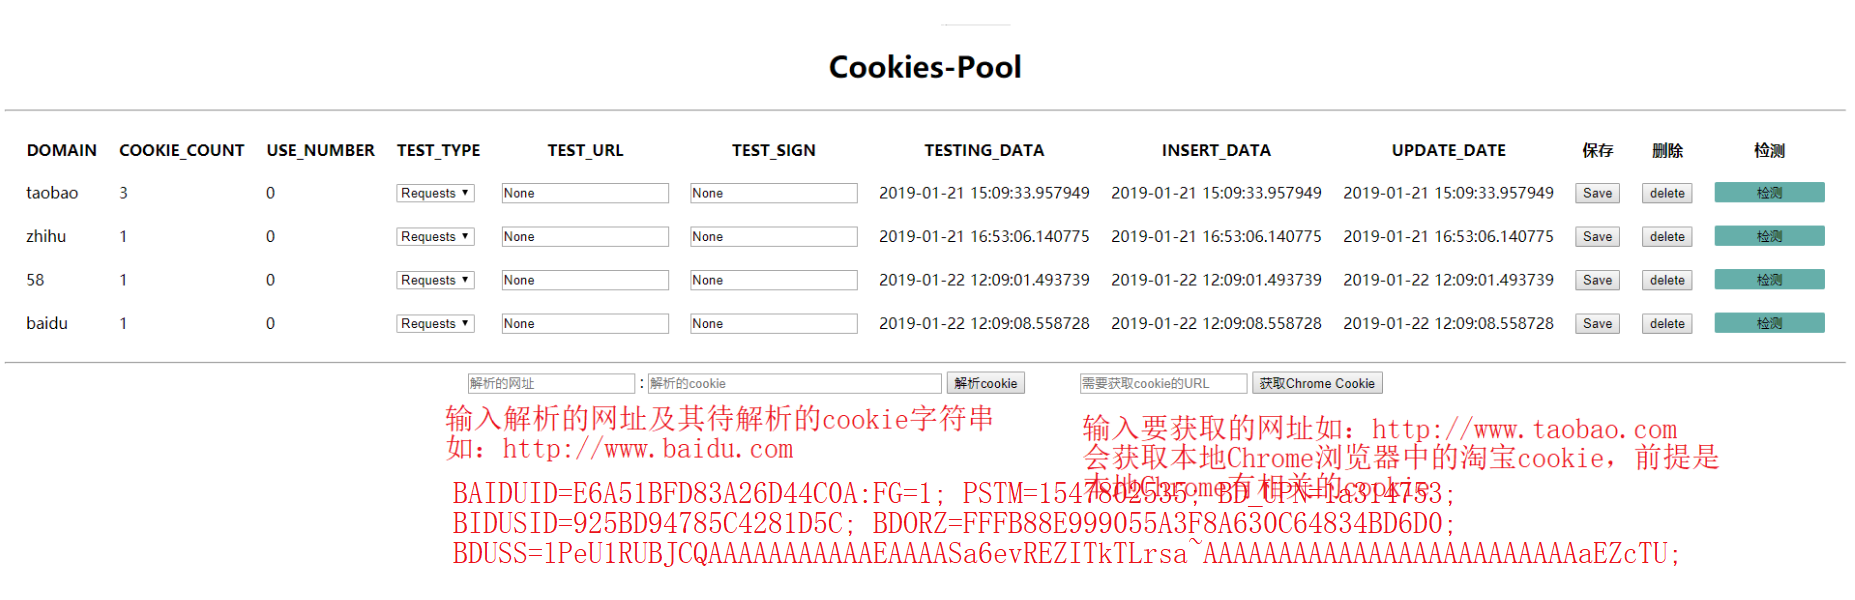 Cookies-Pool
DOMAIN COOKIE_COUNT USE_NUMBER TEST_TYPE TEST_URL TEST_SIGN TESTING_DATA INSERT_DATA UPDATE_DATE 保存 删除 检测
taobao 3 0 Requests None None 2019-01-21 15:09:33.957949 2019-01-21 15:09:33.957949 2019-01-21 15:09:33.957949 Save delete 检测
zhihu 1 0 Requests None None 2019-01-21 16:53:06.140775 2019-01-21 16:53:06.140775 2019-01-21 16:53:06.140775 Save delete 检测
58 1 0 Requests None None 2019-01-22 12:09:01.493739 2019-01-22 12:09:01.493739 2019-01-22 12:09:01.493739 Save delete 检测
baidu 1 0 Requests None None 2019-01-22 12:09:08.558728 2019-01-22 12:09:08.558728 2019-01-22 12:09:08.558728 Save delete 检测
解析的网址 : 解析的cookie 解析cookie 需要获取cookie的URL 获取Chrome Cookie
输入解析的网址及其待解析的cookie字符串
如：http://www.baidu.com
输入要获取的网址如：http://www.taobao.com
会获取本地Chrome浏览器中的淘宝cookie，前提是
本地Chrome有相关的cookie
BAIDUID=E6A51BFD83A26D44C0A:FG=1; PSTM=1547802535; BD_UPN=1a314753;
BIDUSID=925BD94785C4281D5C; BDORZ=FFFB88E999055A3F8A630C64834BD6D0;
BDUSS=lPeU1RUBJCQAAAAAAAAAAAEAAAASa6evREZITkTLrsa~AAAAAAAAAAAAAAAAAAAAAAAAAaEZcTU;